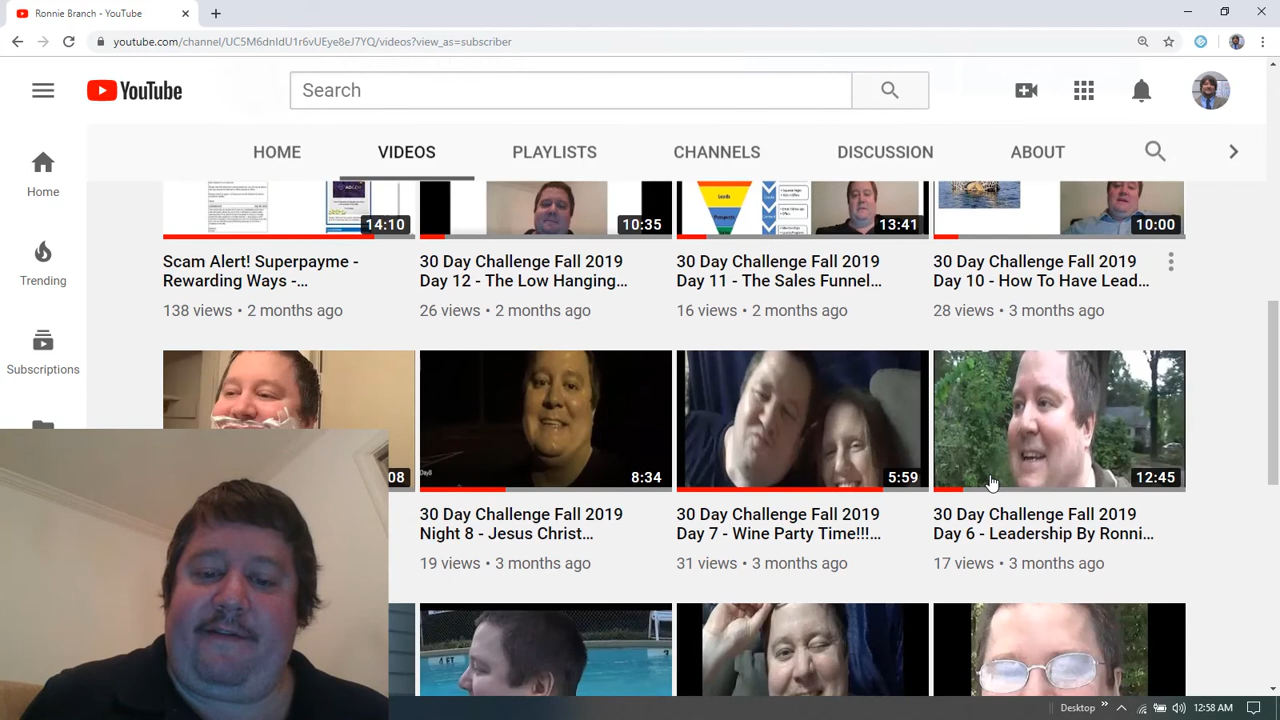 Ronnie Branch - YouTube
youtube.com/channel/UC5M6dnIdU1r6vUEye8eJ7YQ/videos?view_as=subscriber
YouTube
Search
HOME VIDEOS PLAYLISTS CHANNELS DISCUSSION ABOUT
Home
Trending
Subscriptions
14:10
Scam Alert! Superpayme -
Rewarding Ways -...
138 views • 2 months ago
10:35
30 Day Challenge Fall 2019
Day 12 - The Low Hanging...
26 views • 2 months ago
Leads
Prospects
13:41
30 Day Challenge Fall 2019
Day 11 - The Sales Funnel...
16 views • 2 months ago
10:00
30 Day Challenge Fall 2019
Day 10 - How To Have Lead...
28 views • 3 months ago
08
Day8
8:34
30 Day Challenge Fall 2019
Night 8 - Jesus Christ...
19 views • 3 months ago
5:59
30 Day Challenge Fall 2019
Day 7 - Wine Party Time!!!...
31 views • 3 months ago
12:45
30 Day Challenge Fall 2019
Day 6 - Leadership By Ronni...
17 views • 3 months ago
4 FT
Desktop
12:58 AM